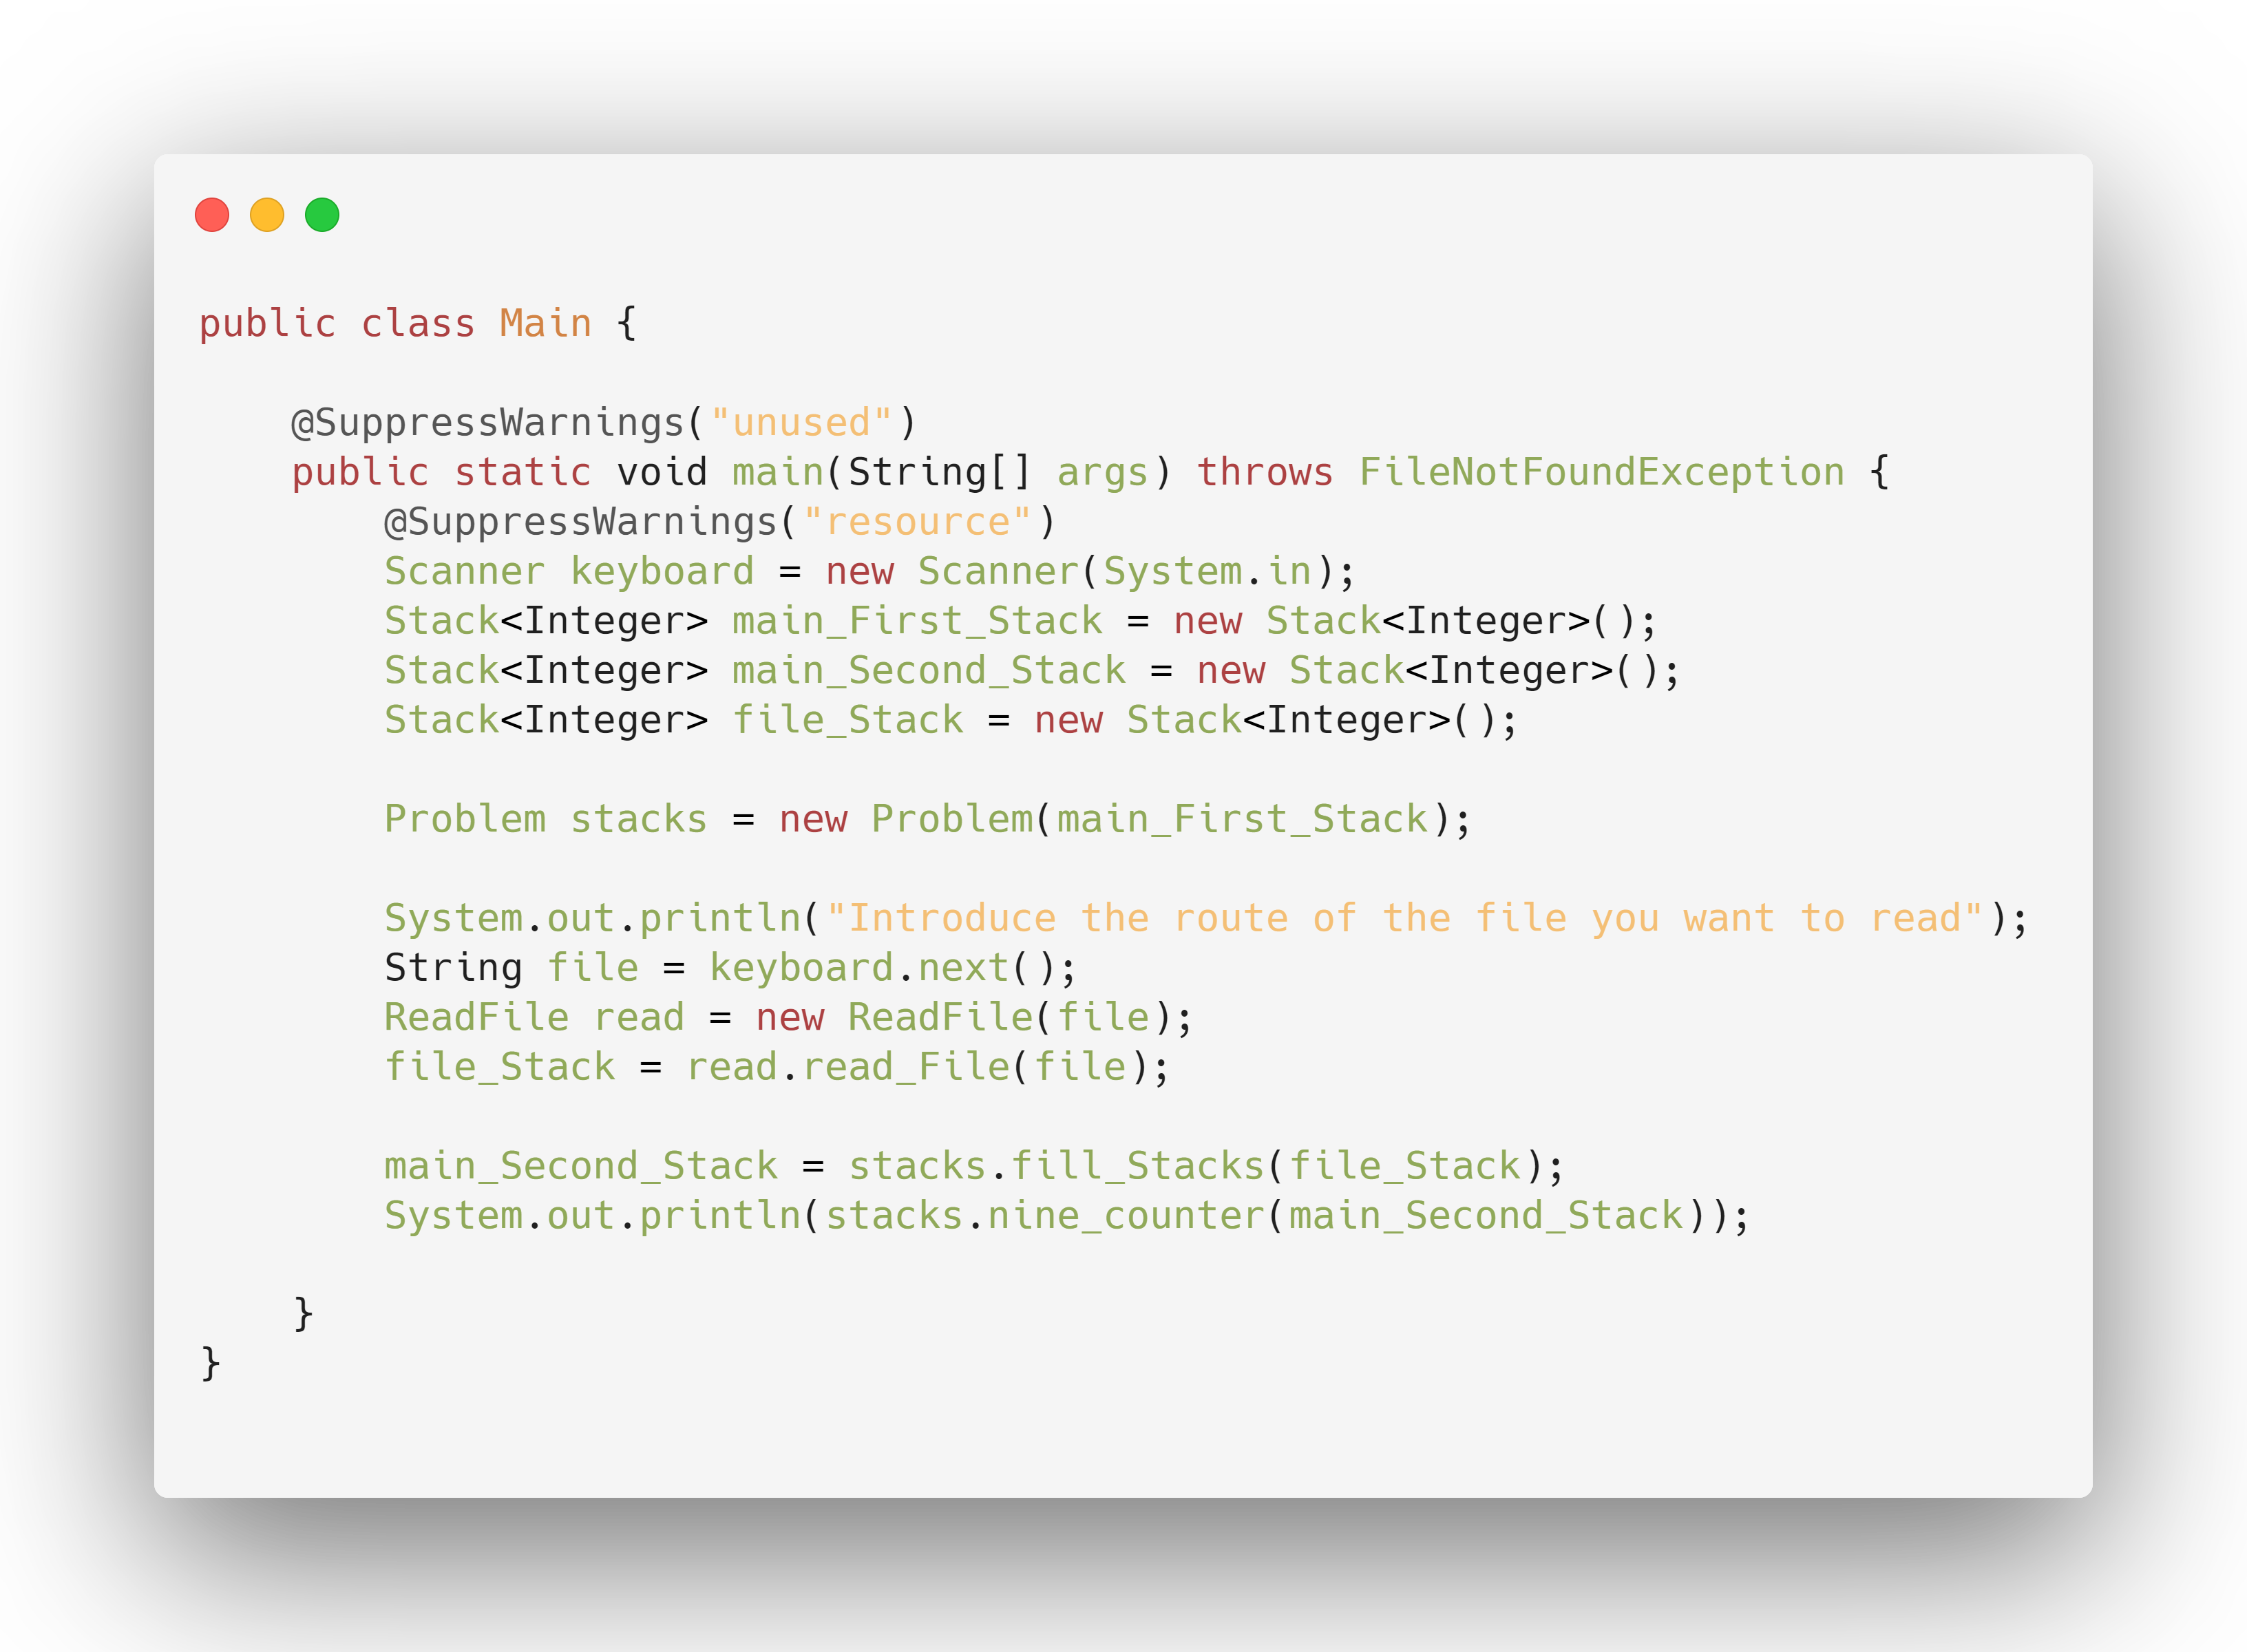 public class Main {
@SuppressWarnings("unused")
public static void main(String[] args) throws FileNotFoundException {
@SuppressWarnings("resource")
Scanner keyboard = new Scanner(System.in);
Stack<Integer> main_First_Stack = new Stack<Integer>();
Stack<Integer> main_Second_Stack = new Stack<Integer>();
Stack<Integer> file_Stack = new Stack<Integer>();
Problem stacks = new Problem(main_First_Stack);
System.out.println("Introduce the route of the file you want to read");
String file = keyboard.next();
ReadFile read = new ReadFile(file);
file_Stack = read.read_File(file);
main_Second_Stack = stacks.fill_Stacks(file_Stack);
System.out.println(stacks.nine_counter(main_Second_Stack));
}
}